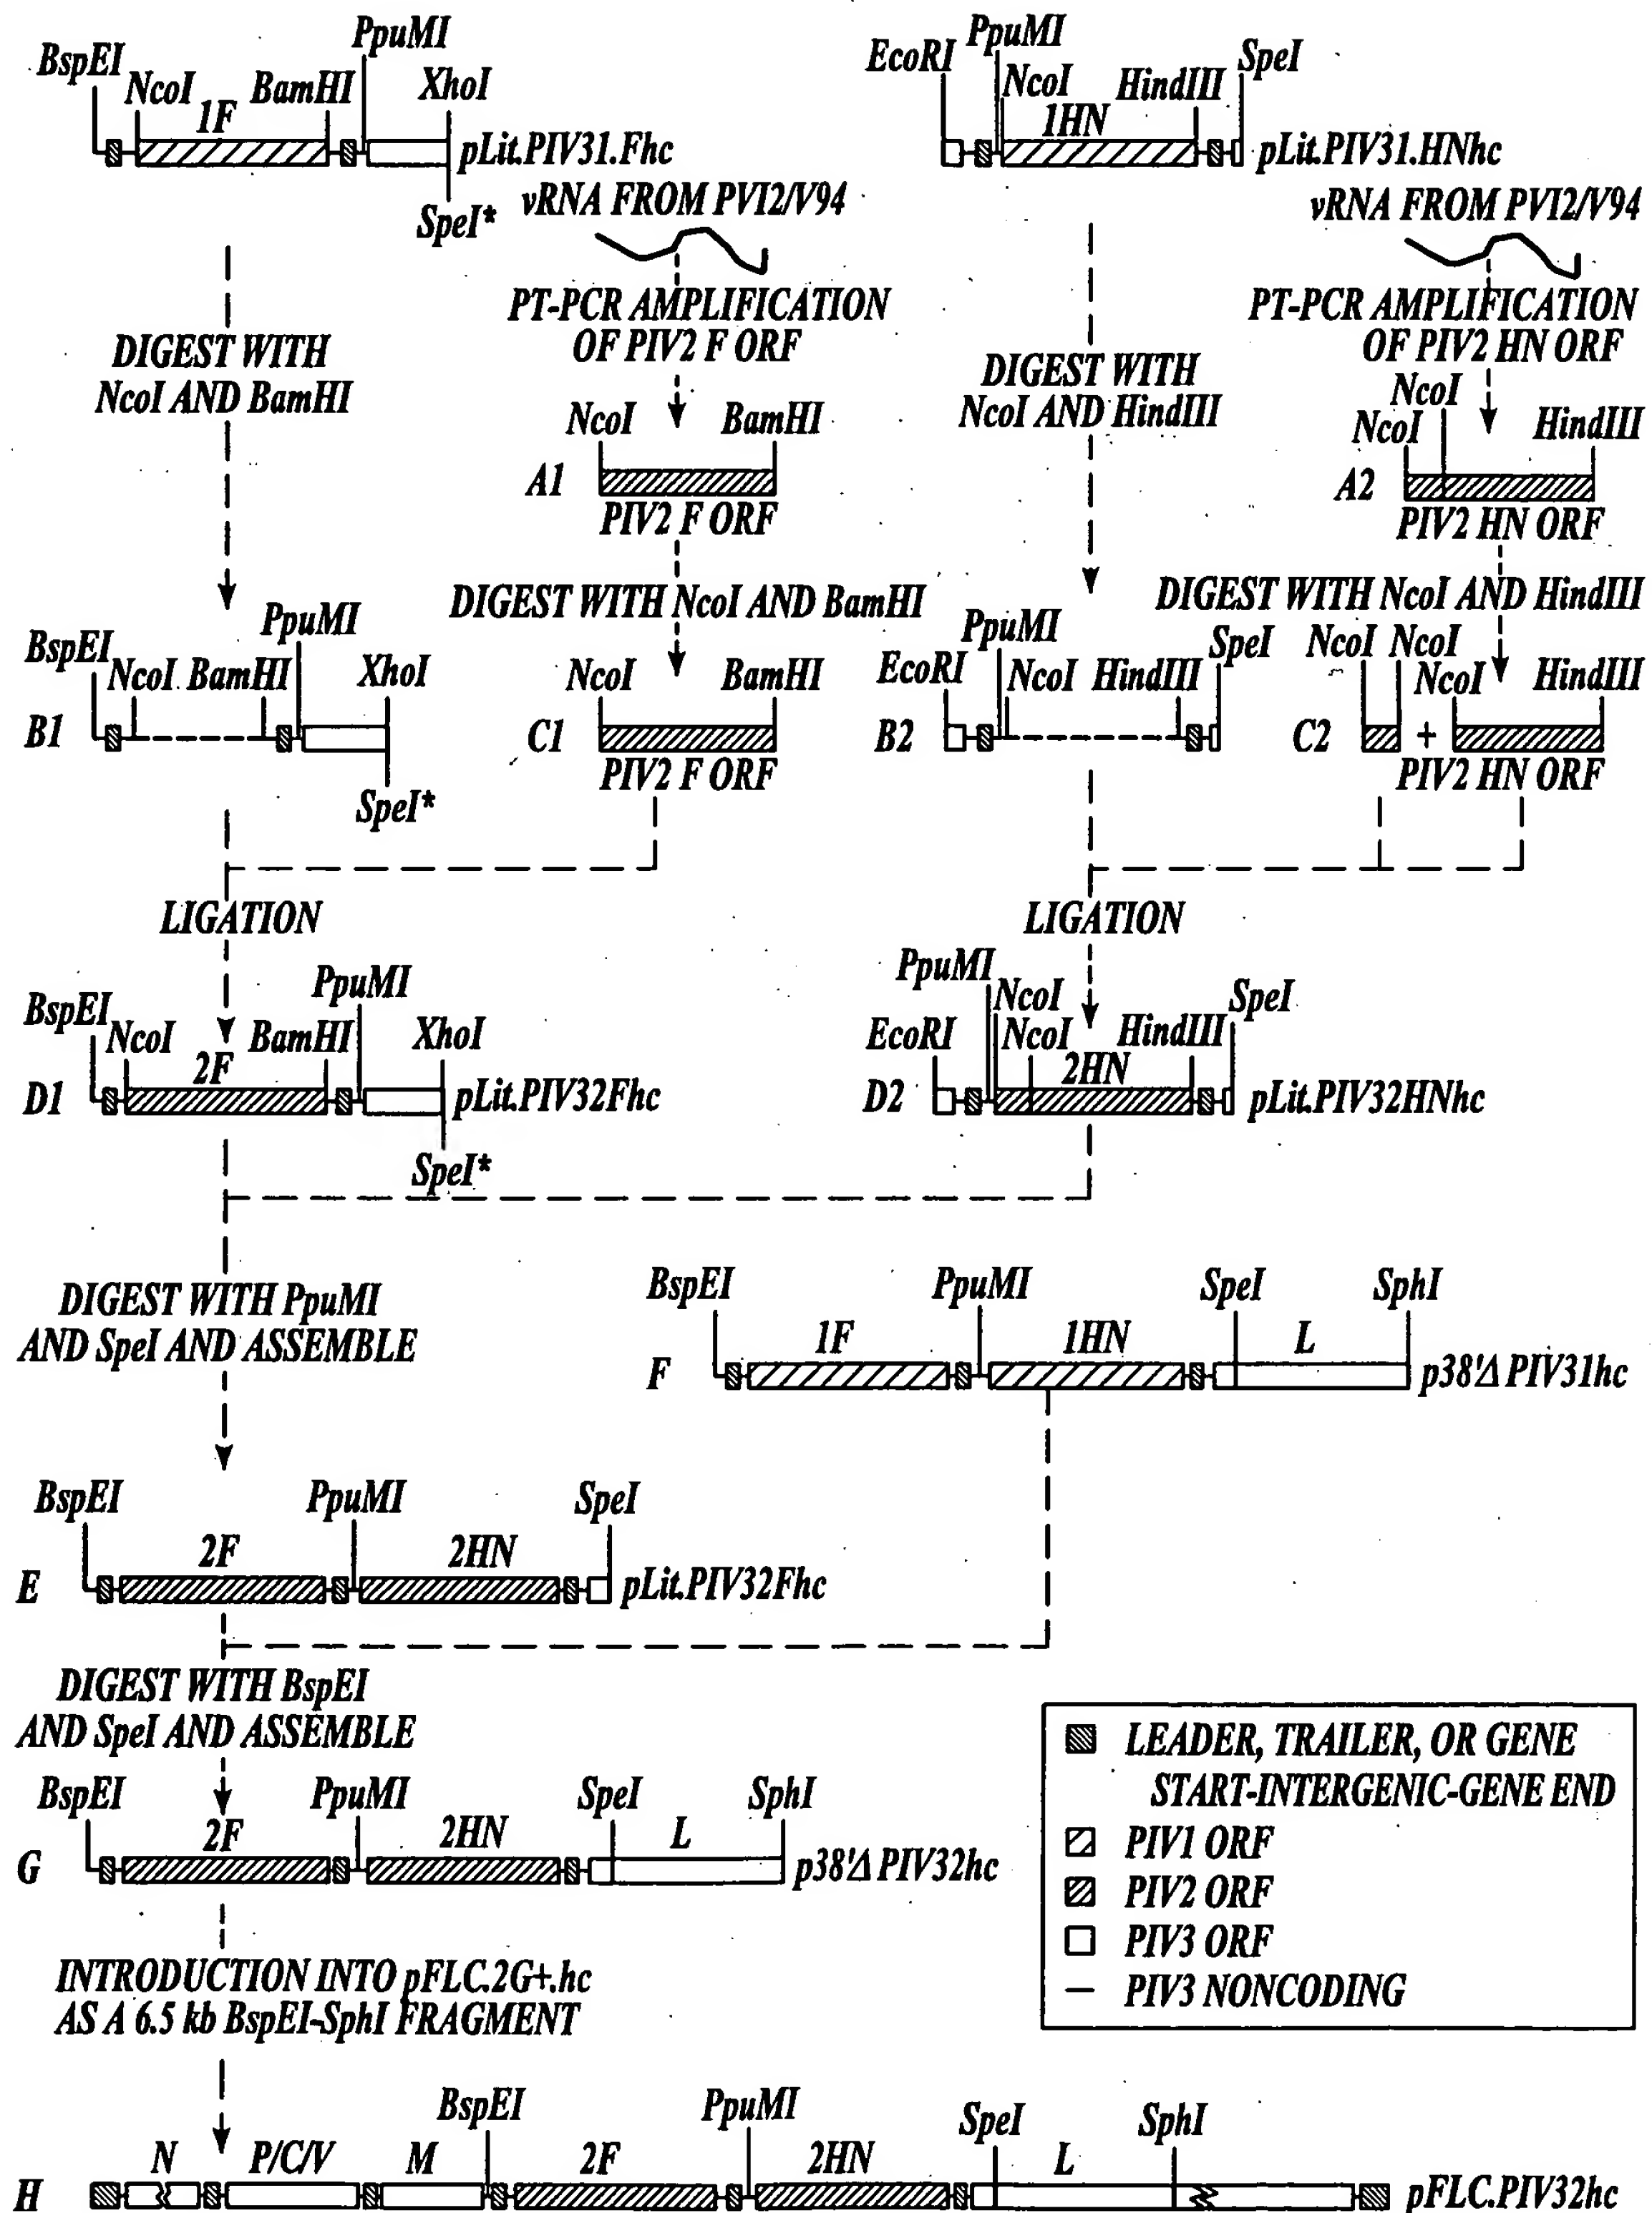 BspEI NcoI 1F BamHI PpuMI XhoI
pLit.PIV31.Fhc
SpeI*
EcoRI PpuMI NcoI 1HN HindIII SpeI
pLit.PIV31.HNhc
vRNA FROM PVI2/V94
vRNA FROM PVI2/V94
DIGEST WITH
NcoI AND BamHI
PT-PCR AMPLIFICATION
OF PIV2 F ORF
DIGEST WITH
NcoI AND HindIII
PT-PCR AMPLIFICATION
OF PIV2 HN ORF
NcoI BamHI
A1
PIV2 F ORF
NcoI
NcoI HindIII
A2
PIV2 HN ORF
DIGEST WITH NcoI AND BamHI
DIGEST WITH NcoI AND HindIII
BspEI NcoI BamHI PpuMI XhoI
B1
SpeI*
NcoI BamHI
C1
PIV2 F ORF
EcoRI PpuMI NcoI HindIII SpeI
B2
NcoI NcoI
NcoI HindIII
C2 +
PIV2 HN ORF
LIGATION
LIGATION
BspEI NcoI 2F BamHI PpuMI XhoI
D1 pLit.PIV32Fhc
SpeI*
PpuMI NcoI SpeI
EcoRI NcoI 2HN HindIII
D2 pLit.PIV32HNhc
DIGEST WITH PpuMI
AND SpeI AND ASSEMBLE
BspEI PpuMI SpeI SphI
1F 1HN L
F p38'Δ PIV31hc
BspEI PpuMI SpeI
2F 2HN
E pLit.PIV32Fhc
DIGEST WITH BspEI
AND SpeI AND ASSEMBLE
BspEI PpuMI SpeI SphI
2F 2HN L
G p38'Δ PIV32hc
LEADER, TRAILER, OR GENE
START-INTERGENIC-GENE END
PIV1 ORF
PIV2 ORF
PIV3 ORF
PIV3 NONCODING
INTRODUCTION INTO pFLC.2G+.hc
AS A 6.5 kb BspEI-SphI FRAGMENT
BspEI PpuMI SpeI SphI
N P/C/V M 2F 2HN L
H pFLC.PIV32hc